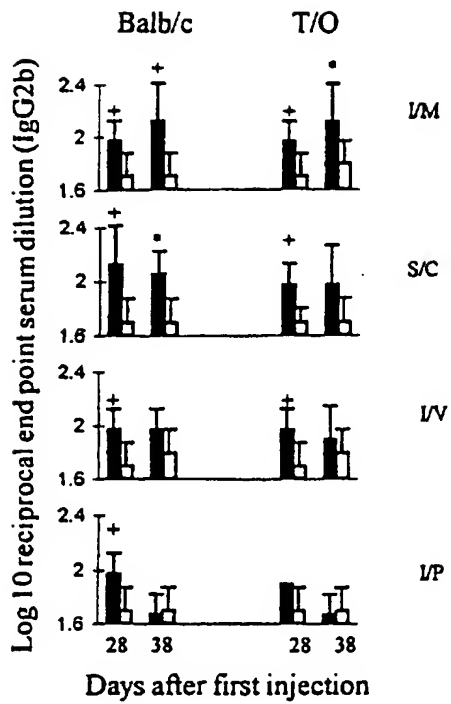 Balb/c T/O
Log 10 reciprocal end point serum dilution (IgG2b)
2.4
+ + + ▪
2
1.6
I/M
2.4
+ ▪ +
2
1.6
S/C
2.4
+ +
2
1.6
I/V
2.4
+
2
1.6
I/P
28 38 28 38
Days after first injection